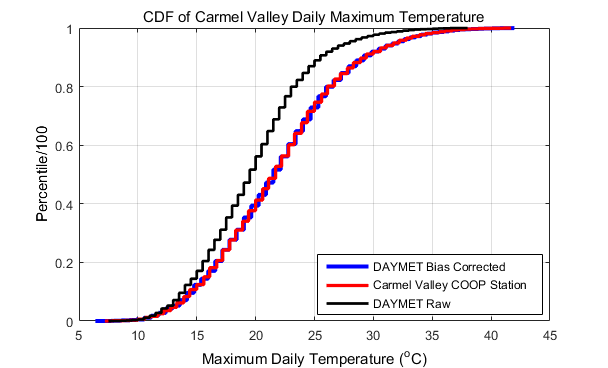 CDF of Carmel Valley Daily Maximum Temperature
Percentile/100
1
0.8
0.6
0.4
0.2
0
5
10
15
20
25
30
35
40
45
DAYMET Bias Corrected
Carmel Valley COOP Station
DAYMET Raw
Maximum Daily Temperature (°C)